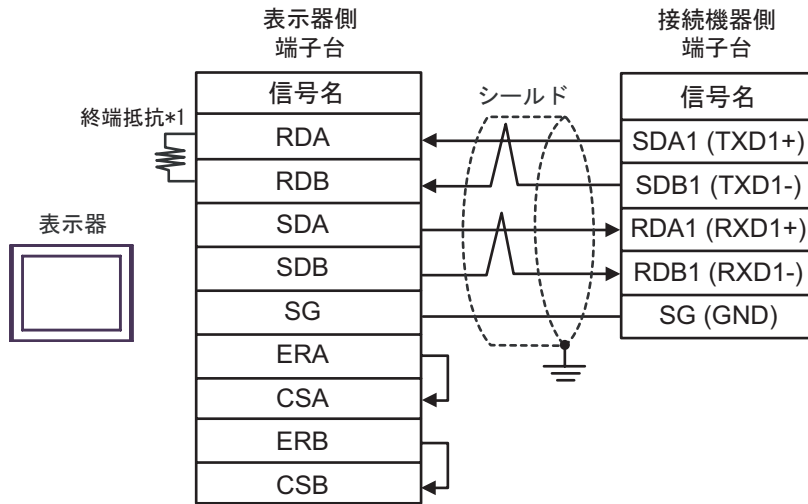 表示器側
端子台
接続機器側
端子台
終端抵抗*1
表示器
信号名
RDA
RDB
SDA
SDB
SG
ERA
CSA
ERB
CSB
シールド
信号名
SDA1 (TXD1+)
SDB1 (TXD1-)
RDA1 (RXD1+)
RDB1 (RXD1-)
SG (GND)